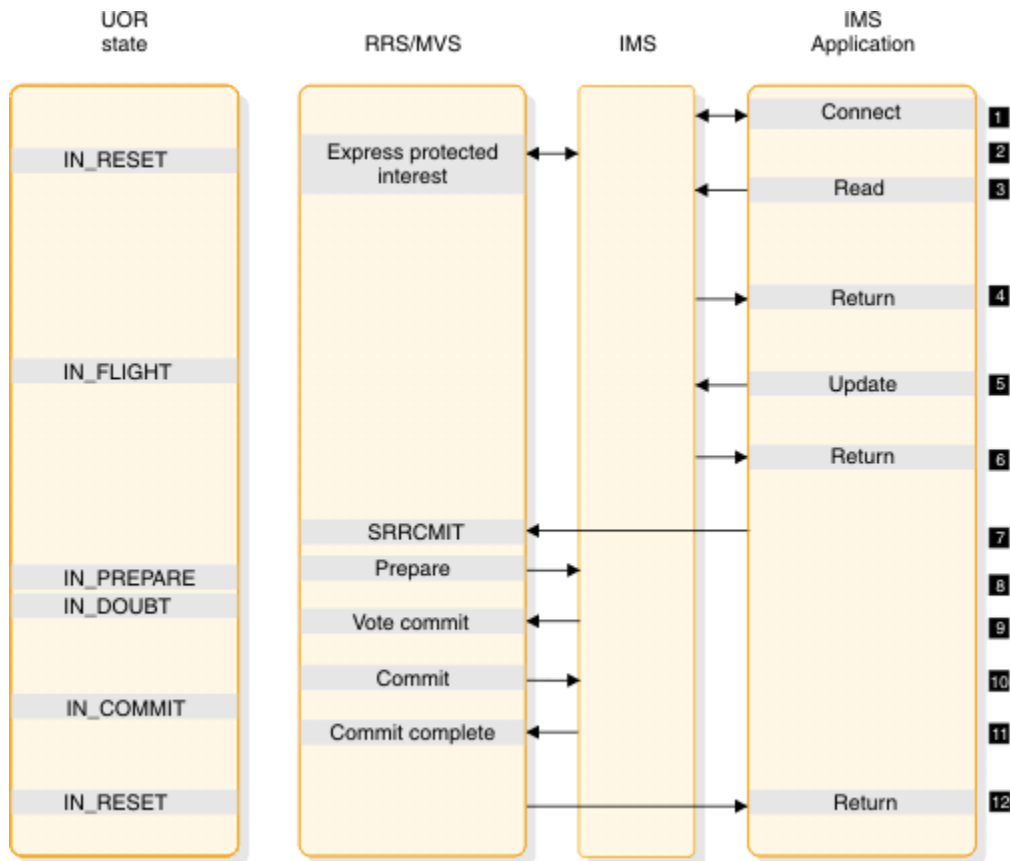 UOR
state
RRS/MVS
IMS
IMS
Application
Connect
1
IN_RESET
Express protected
interest
2
Read
3
Return
4
IN_FLIGHT
Update
5
Return
6
SRRCMIT
7
IN_PREPARE
Prepare
8
IN_DOUBT
Vote commit
9
Commit
10
IN_COMMIT
Commit complete
11
IN_RESET
Return
12